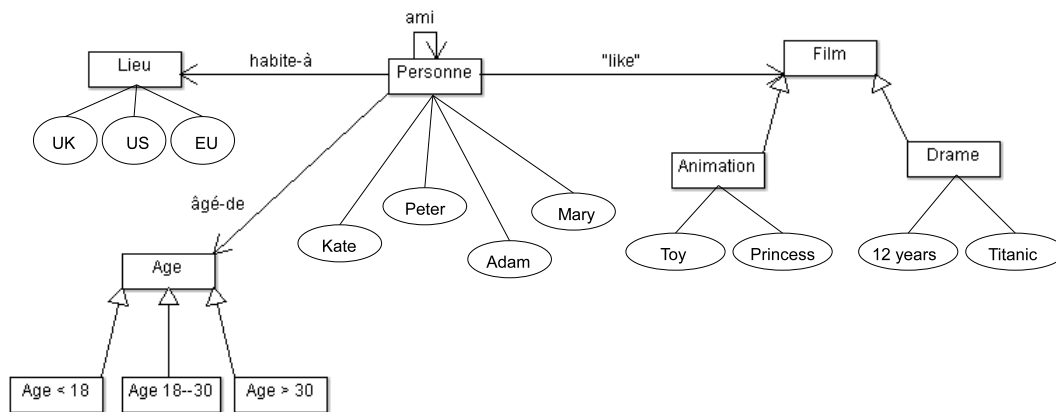 ami
Lieu
habite-à
Personne
"like"
Film
UK
US
EU
Animation
Drame
âgé-de
Peter
Mary
Kate
Adam
Toy
Princess
12 years
Titanic
Age
Age < 18
Age 18--30
Age > 30